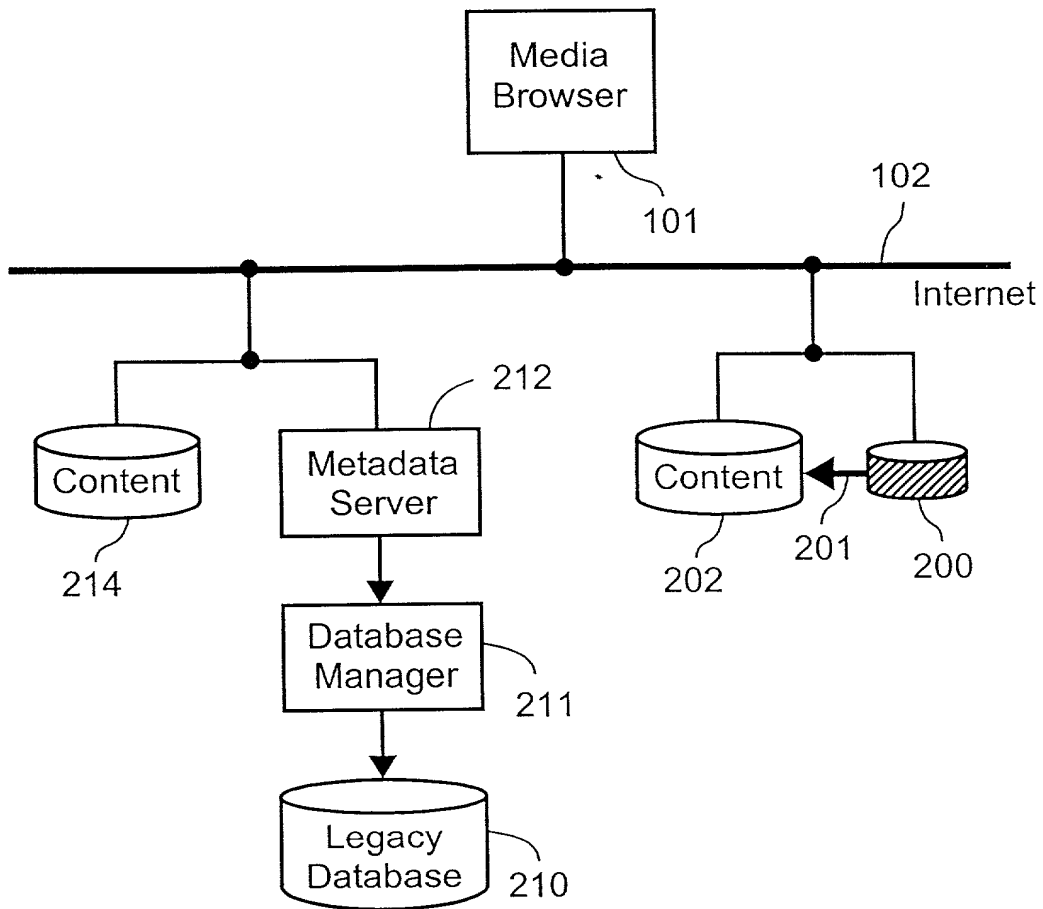 Media
Browser
101
102
Internet
212
Content
214
Metadata
Server
Content
202
201
200
Database
Manager
211
Legacy
Database
210